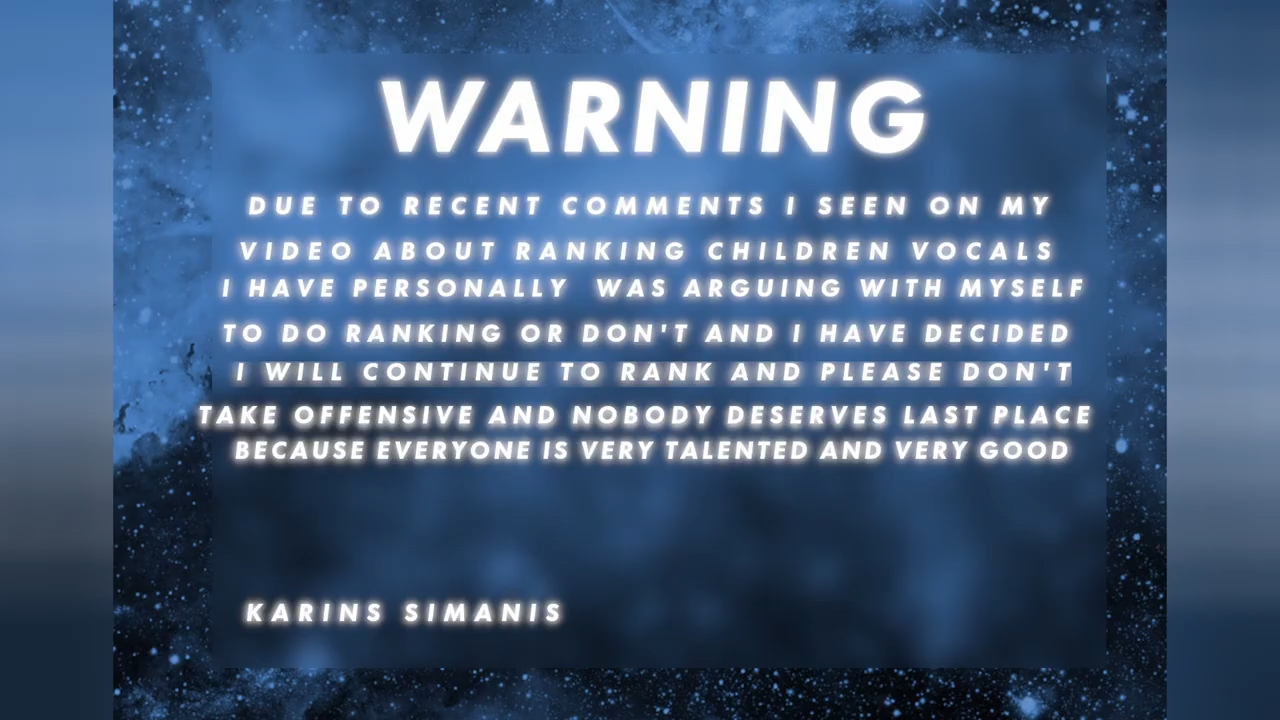 WARNING
DUE TO RECENT COMMENTS I SEEN ON MY
VIDEO ABOUT RANKING CHILDREN VOCALS
I HAVE PERSONALLY WAS ARGUING WITH MYSELF
TO DO RANKING OR DON'T AND I HAVE DECIDED
I WILL CONTINUE TO RANK AND PLEASE DON'T
TAKE OFFENSIVE AND NOBODY DESERVES LAST PLACE
BECAUSE EVERYONE IS VERY TALENTED AND VERY GOOD
KARINS SIMANIS